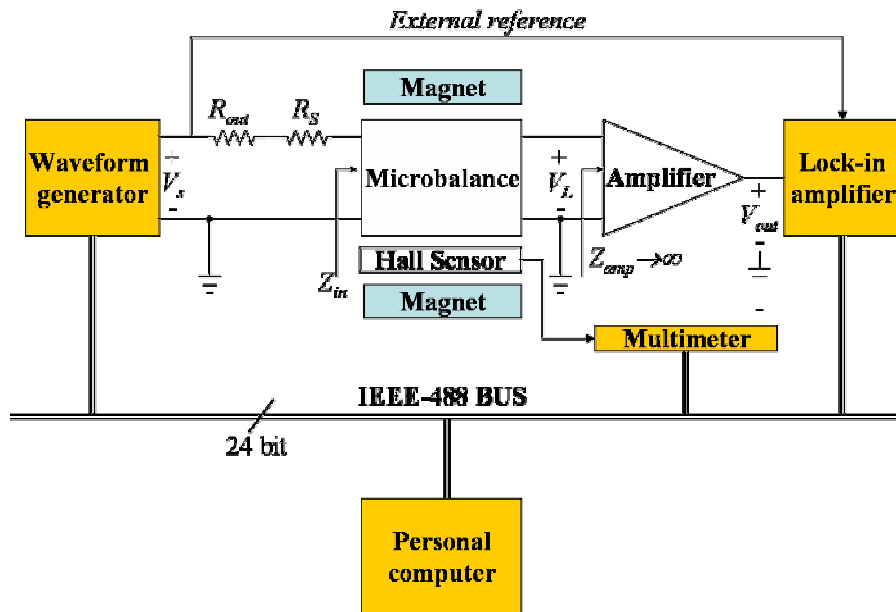 External reference
Magnet
R_out
R_S
Waveform
generator
+
V_s
-
Microbalance
+
V_L
-
Amplifier
+
V_out
-
Lock-in
amplifier
Z_in
Hall Sensor
Z_amp→∞
Magnet
-
Multimeter
IEEE-488 BUS
24 bit
Personal
computer